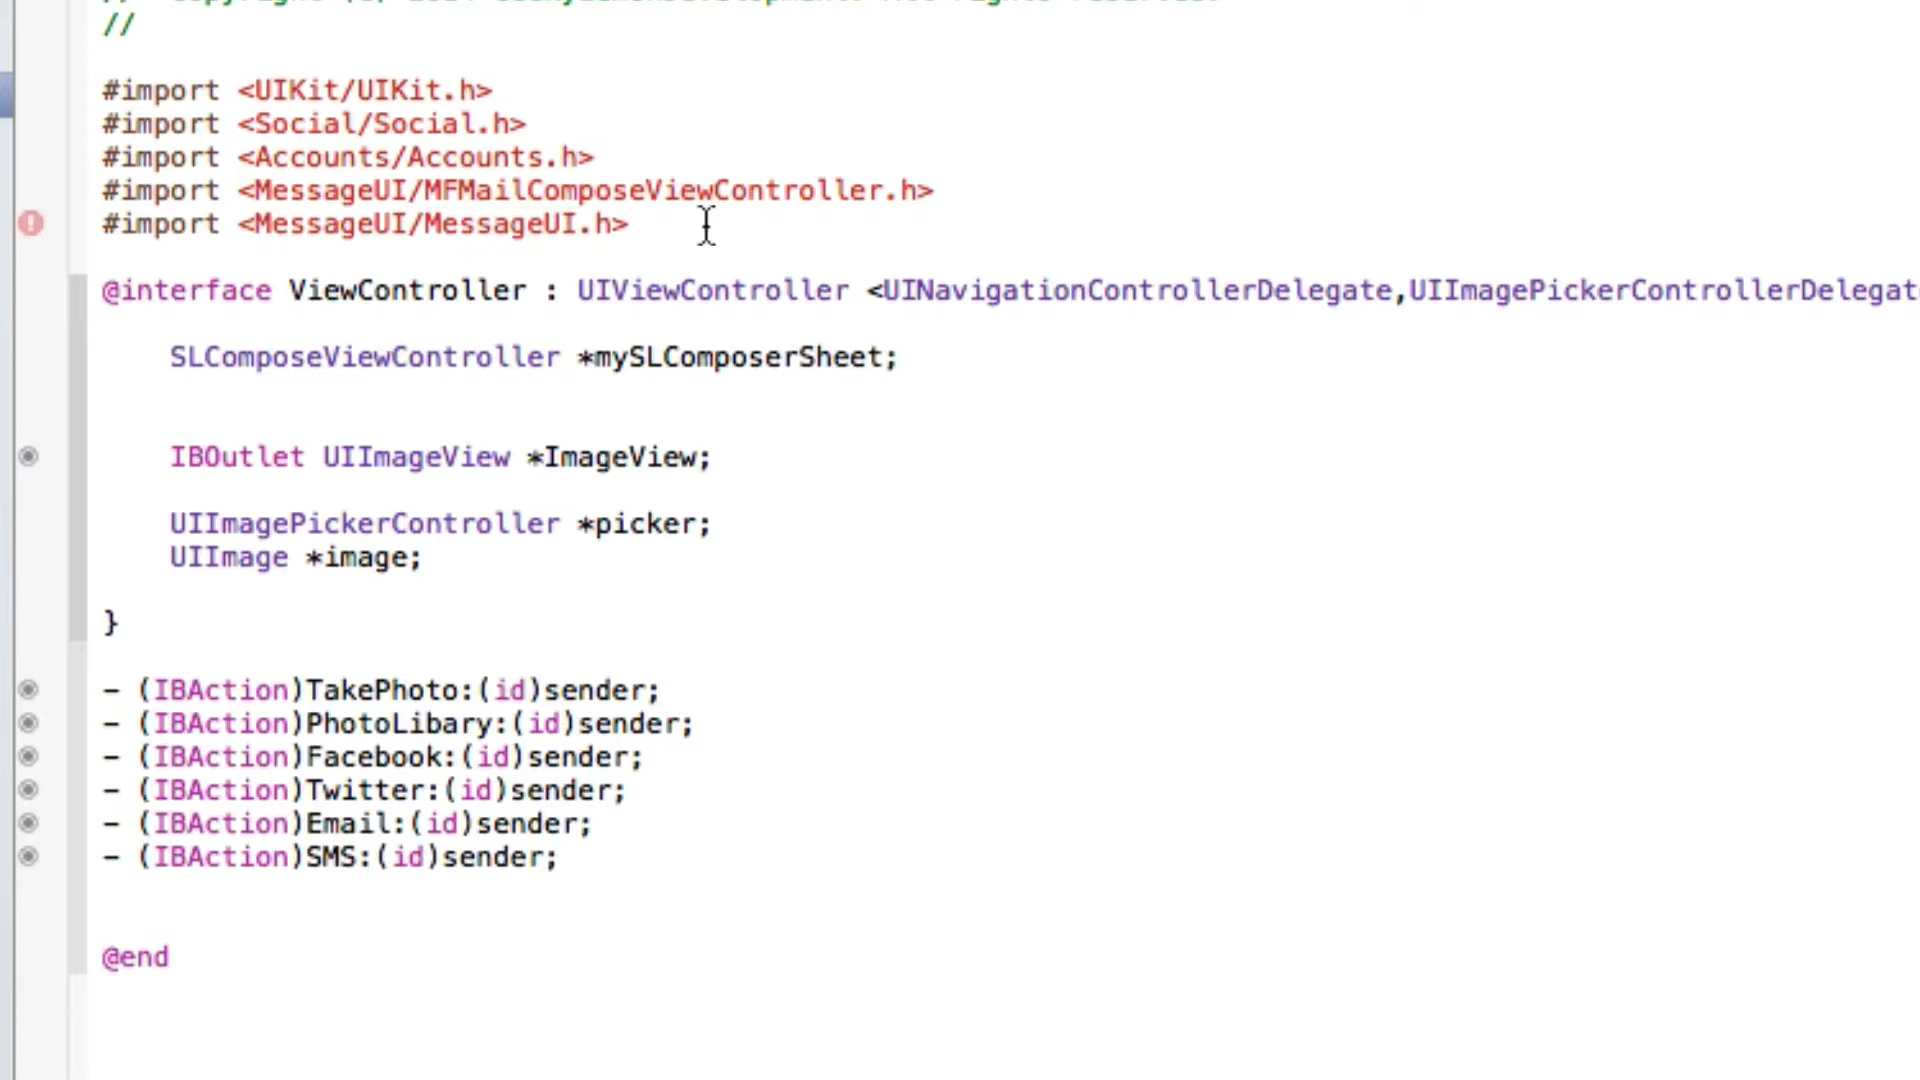 //
#import <UIKit/UIKit.h>
#import <Social/Social.h>
#import <Accounts/Accounts.h>
#import <MessageUI/MFMailComposeViewController.h>
#import <MessageUI/MessageUI.h>
@interface ViewController : UIViewController <UINavigationControllerDelegate,UIImagePickerControllerDelegat
SLComposeViewController *mySLComposerSheet;
IBOutlet UIImageView *ImageView;
UIImagePickerController *picker;
UIImage *image;
}
- (IBAction)TakePhoto:(id)sender;
- (IBAction)PhotoLibary:(id)sender;
- (IBAction)Facebook:(id)sender;
- (IBAction)Twitter:(id)sender;
- (IBAction)Email:(id)sender;
- (IBAction)SMS:(id)sender;
@end